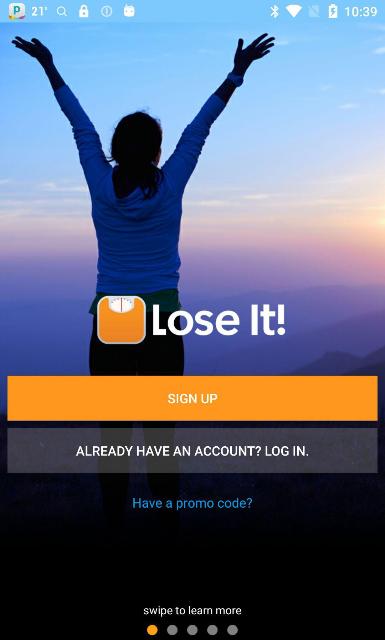 21°
10:39
Lose It!
SIGN UP
ALREADY HAVE AN ACCOUNT? LOG IN.
Have a promo code?
swipe to learn more